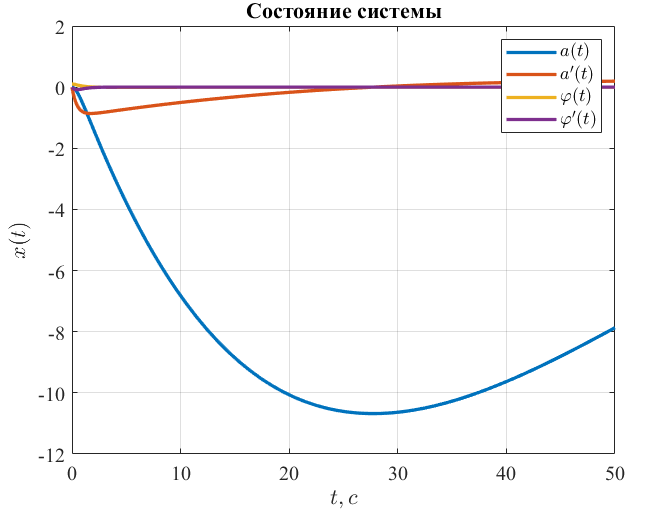 Состояние системы
a(t)
a′(t)
φ(t)
φ′(t)
x(t)
2
0
-2
-4
-6
-8
-10
-12
0 10 20 30 40 50
t, c